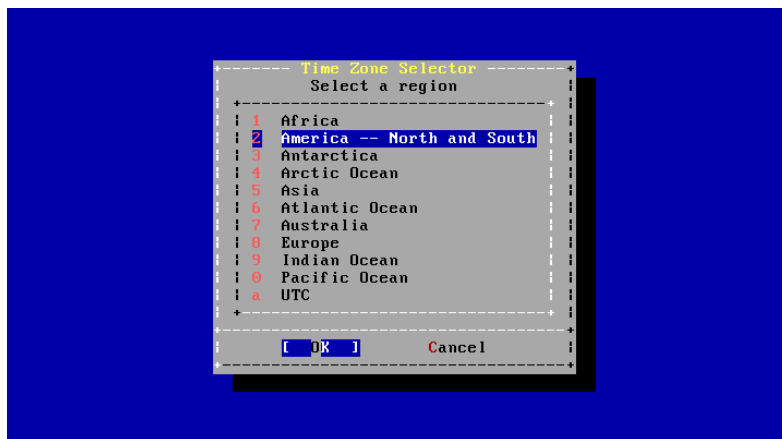 Time Zone Selector
Select a region
1 Africa
2 America -- North and South
3 Antarctica
4 Arctic Ocean
5 Asia
6 Atlantic Ocean
7 Australia
8 Europe
9 Indian Ocean
0 Pacific Ocean
a UTC
[ OK ] Cancel